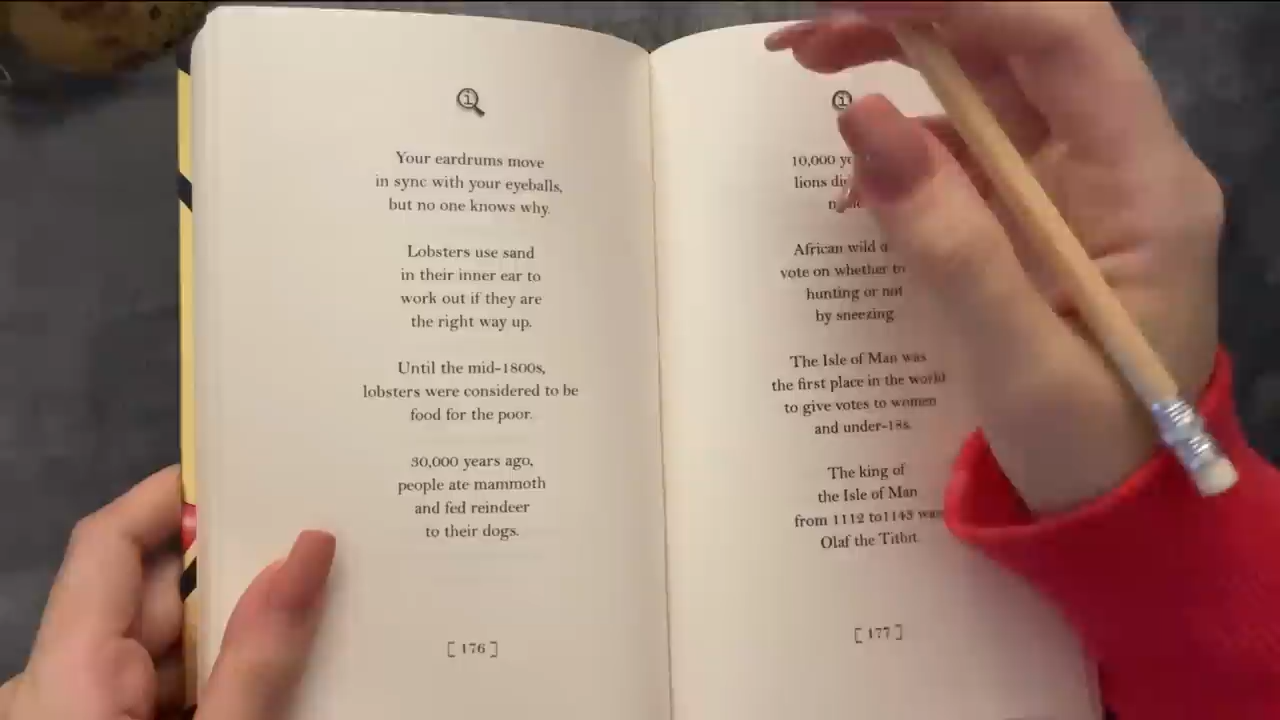 Your eardrums move
in sync with your eyeballs,
but no one knows why.
Lobsters use sand
in their inner ear to
work out if they are
the right way up.
Until the mid-1800s,
lobsters were considered to be
food for the poor.
30,000 years ago,
people ate mammoth
and fed reindeer
to their dogs.
[ 176 ]
10,000
lions
African wild
vote on whether to
hunting or not
by sneezing
The Isle of Man was
the first place in the world
to give votes to women
and under-18s.
The king of
the Isle of Man
from 1112 to1143 was
Olaf the Titbit.
[ 177 ]